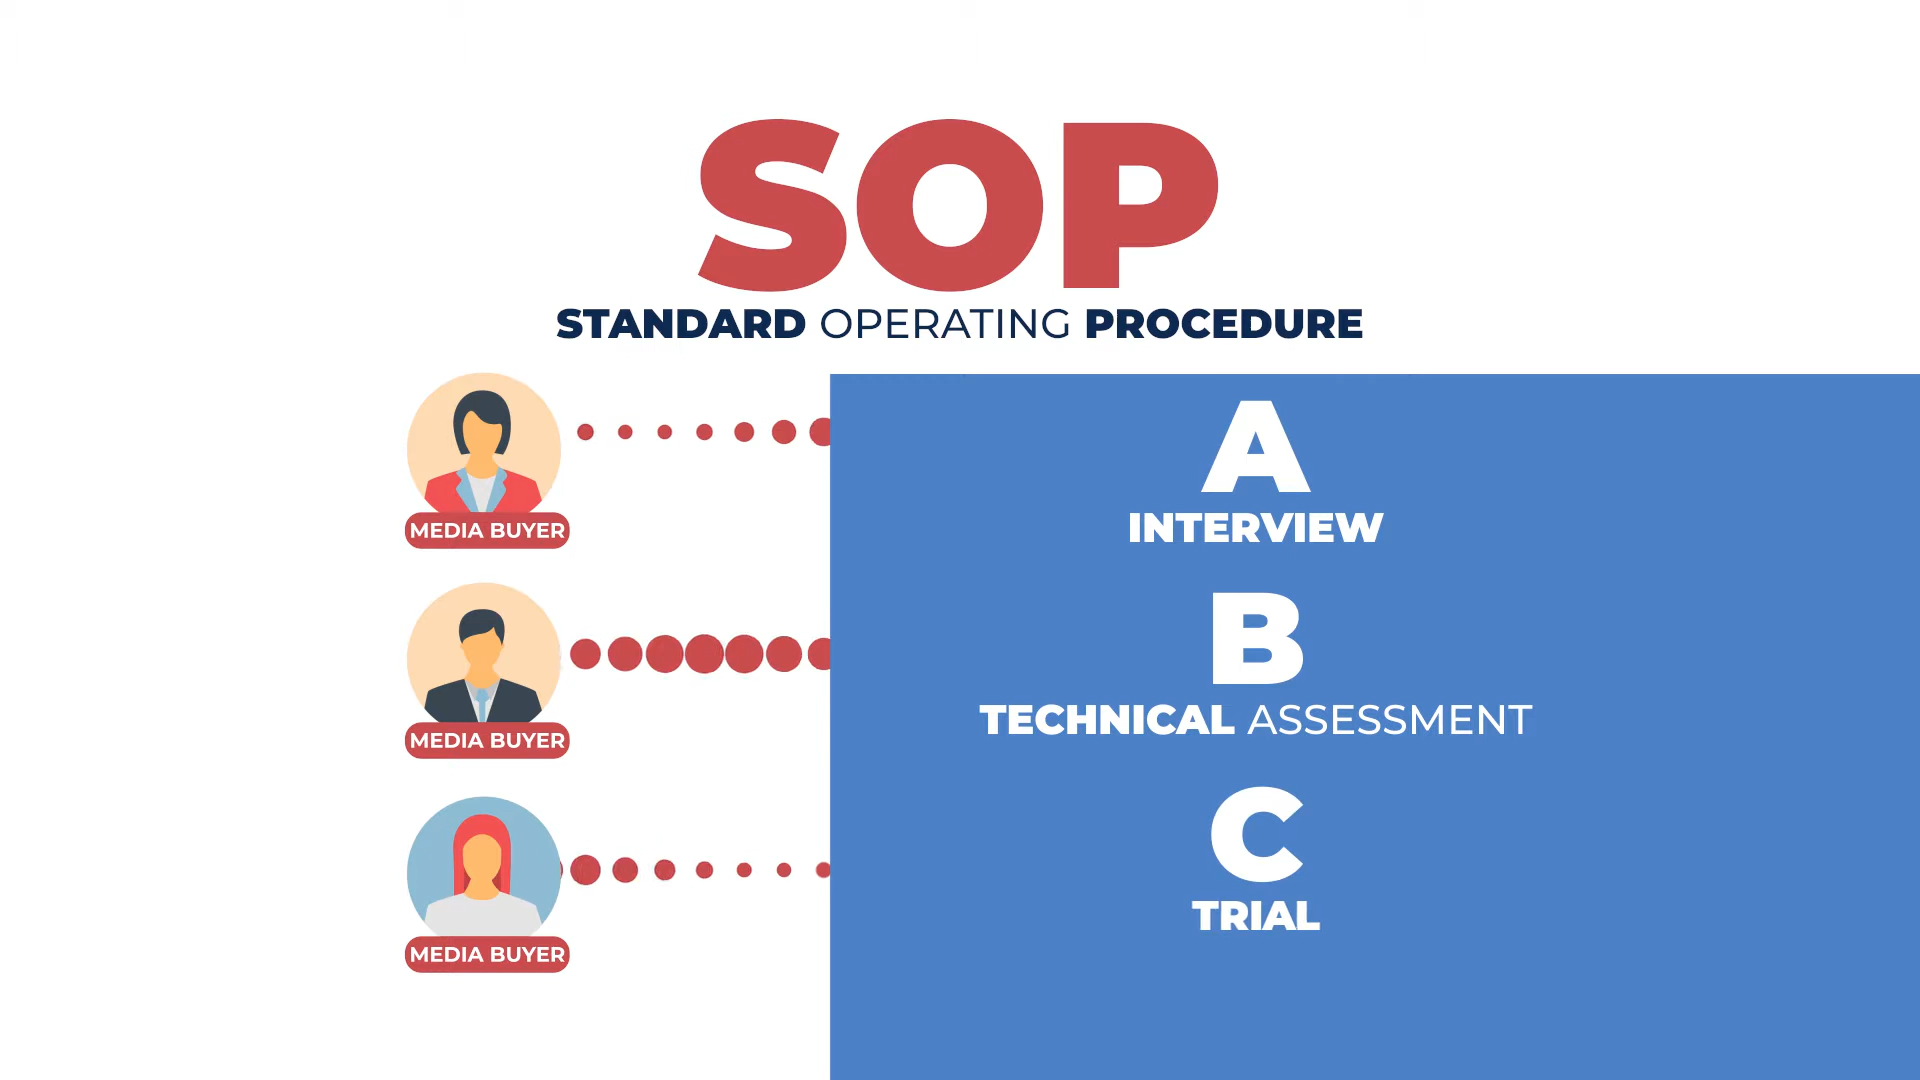 SOP
STANDARD OPERATING PROCEDURE
MEDIA BUYER
MEDIA BUYER
MEDIA BUYER
A
INTERVIEW
B
TECHNICAL ASSESSMENT
C
TRIAL